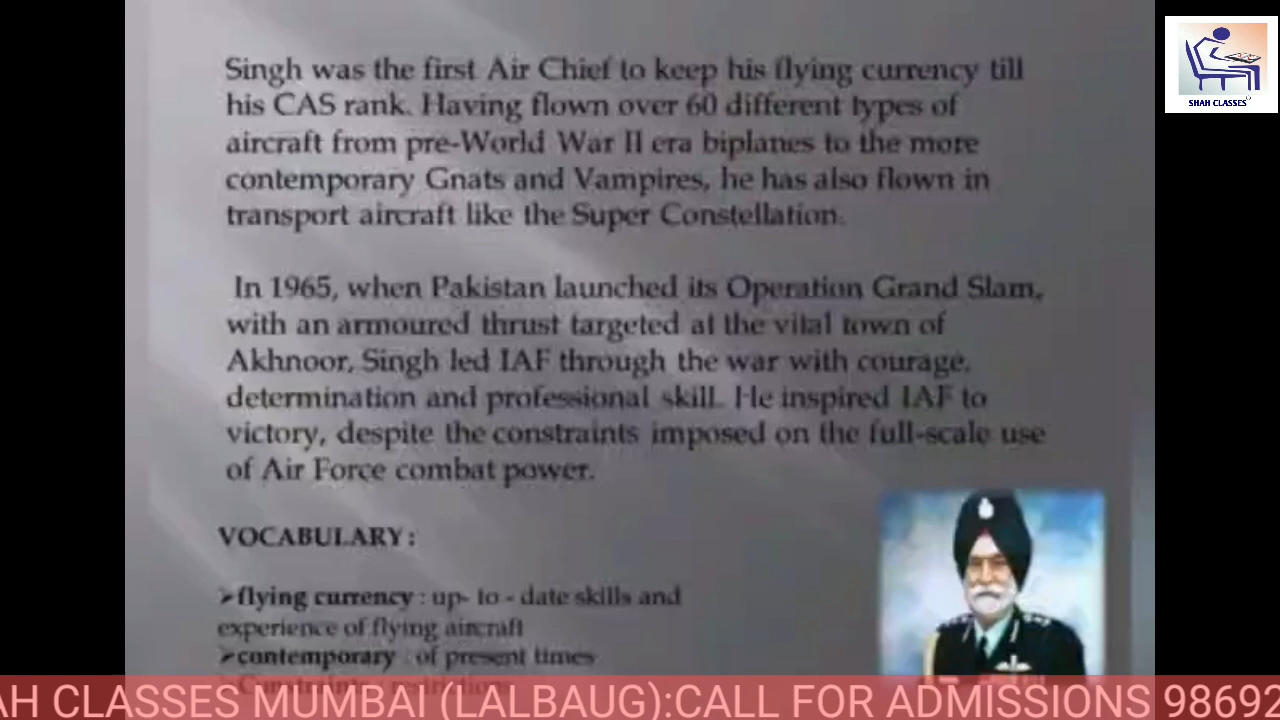 Singh was the first Air Chief to keep his flying currency till
his CAS rank. Having flown over 60 different types of
aircraft from pre-World War II era biplanes to the more
contemporary Gnats and Vampires, he has also flown in
transport aircraft like the Super Constellation.
In 1965, when Pakistan launched its Operation Grand Slam,
with an armoured thrust targeted at the vital town of
Akhnoor, Singh led IAF through the war with courage,
determination and professional skill. He inspired IAF to
victory, despite the constraints imposed on the full-scale use
of Air Force combat power.
VOCABULARY :
➢flying currency : up- to - date skills and
experience of flying aircraft
➢contemporary : of present times
➢Constraints : restrictions
SHAH CLASSES
AH CLASSES MUMBAI (LALBAUG):CALL FOR ADMISSIONS 98692